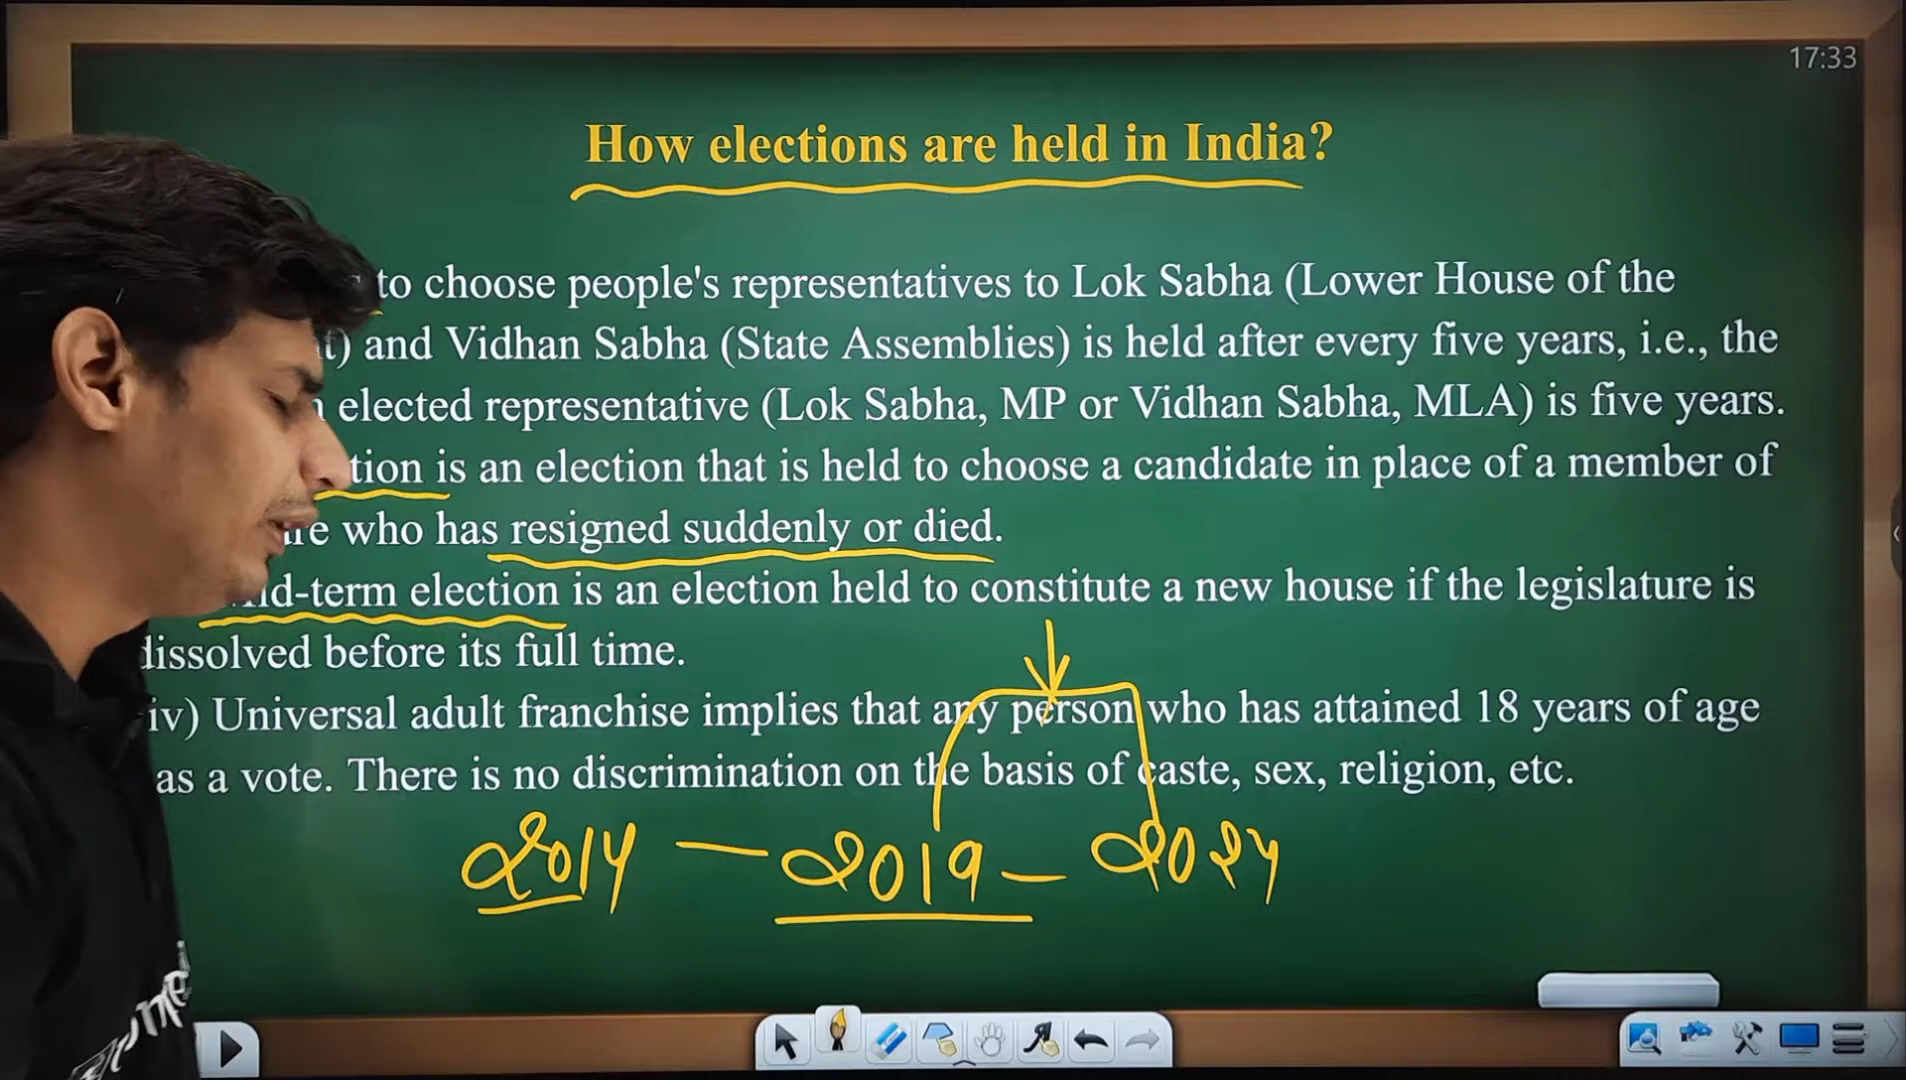 17:33
How elections are held in India?
to choose people's representatives to Lok Sabha (Lower House of the
and Vidhan Sabha (State Assemblies) is held after every five years, i.e., the
elected representative (Lok Sabha, MP or Vidhan Sabha, MLA) is five years.
tion is an election that is held to choose a candidate in place of a member of
who has resigned suddenly or died.
id-term election is an election held to constitute a new house if the legislature is
dissolved before its full time.
iv) Universal adult franchise implies that any person who has attained 18 years of age
as a vote. There is no discrimination on the basis of caste, sex, religion, etc.
2014 — 2019 — 2024